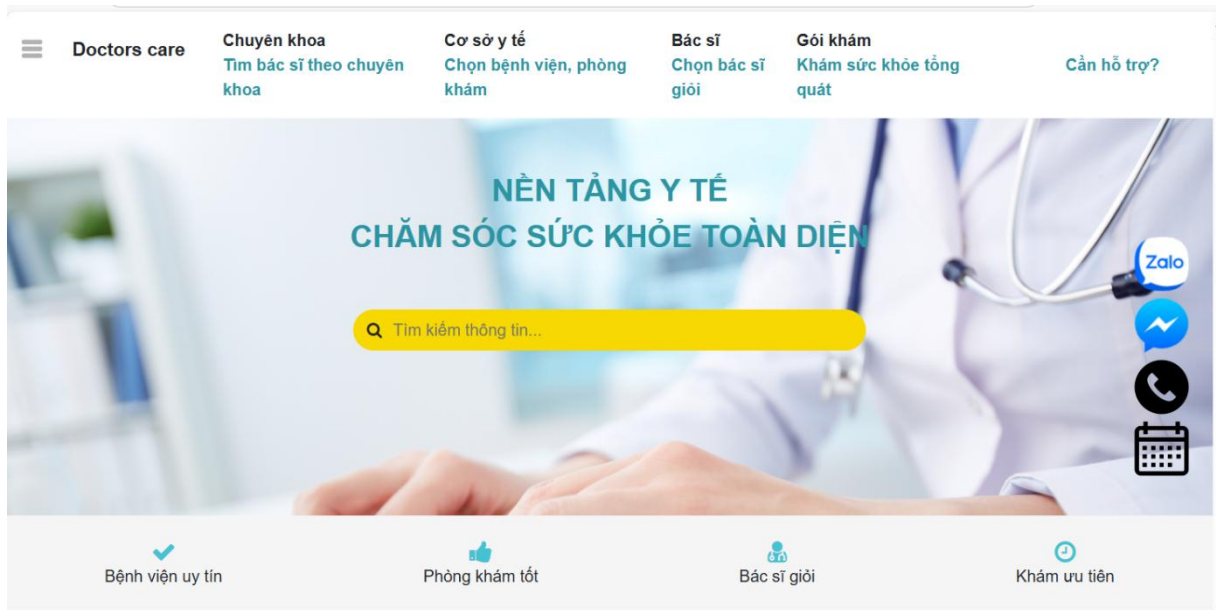 Doctors care
Chuyên khoa
Tìm bác sĩ theo chuyên
khoa
Cơ sở y tế
Chọn bệnh viện, phòng
khám
Bác sĩ
Chọn bác sĩ
giỏi
Gói khám
Khám sức khỏe tổng
quát
Cần hỗ trợ?
NỀN TẢNG Y TẾ
CHĂM SÓC SỨC KHỎE TOÀN DIỆN
Tìm kiếm thông tin...
Zalo
Bệnh viện uy tín
Phòng khám tốt
Bác sĩ giỏi
Khám ưu tiên